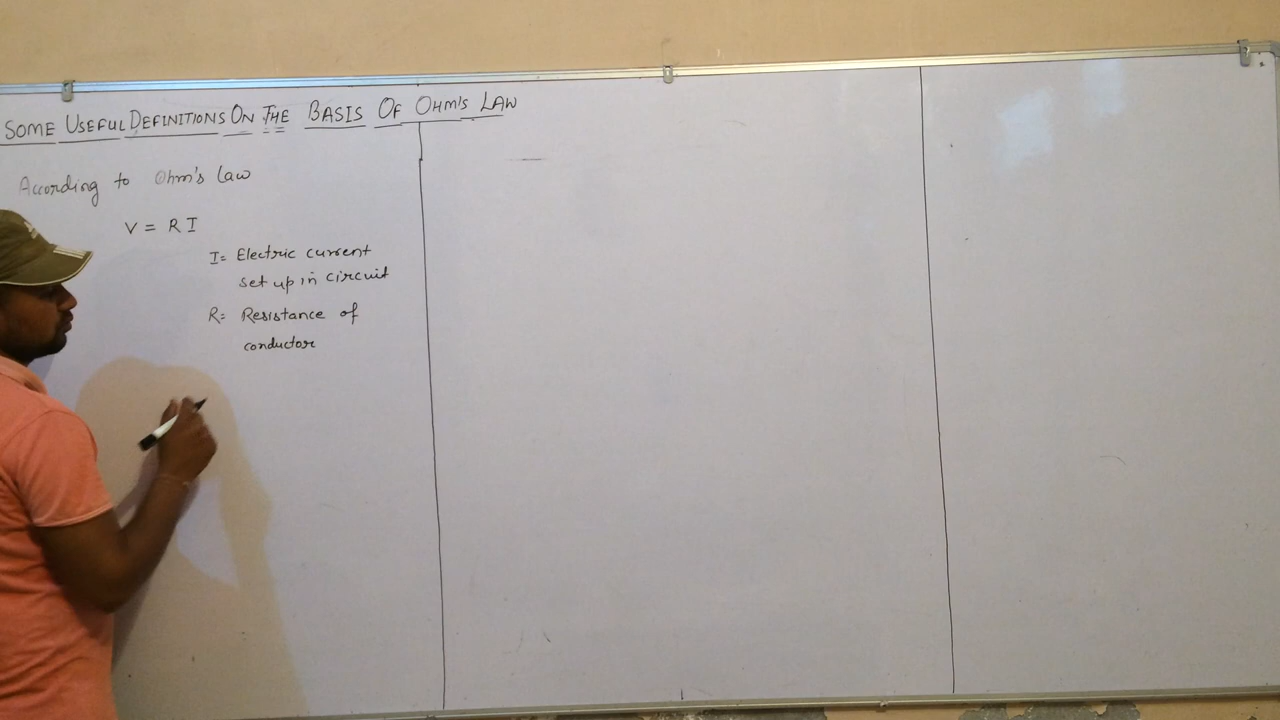 SOME USEFUL DEFINITIONS ON THE BASIS OF OHM'S LAW
According to Ohm's Law
V = R I
I = Electric current
set up in circuit
R = Resistance of
conductor